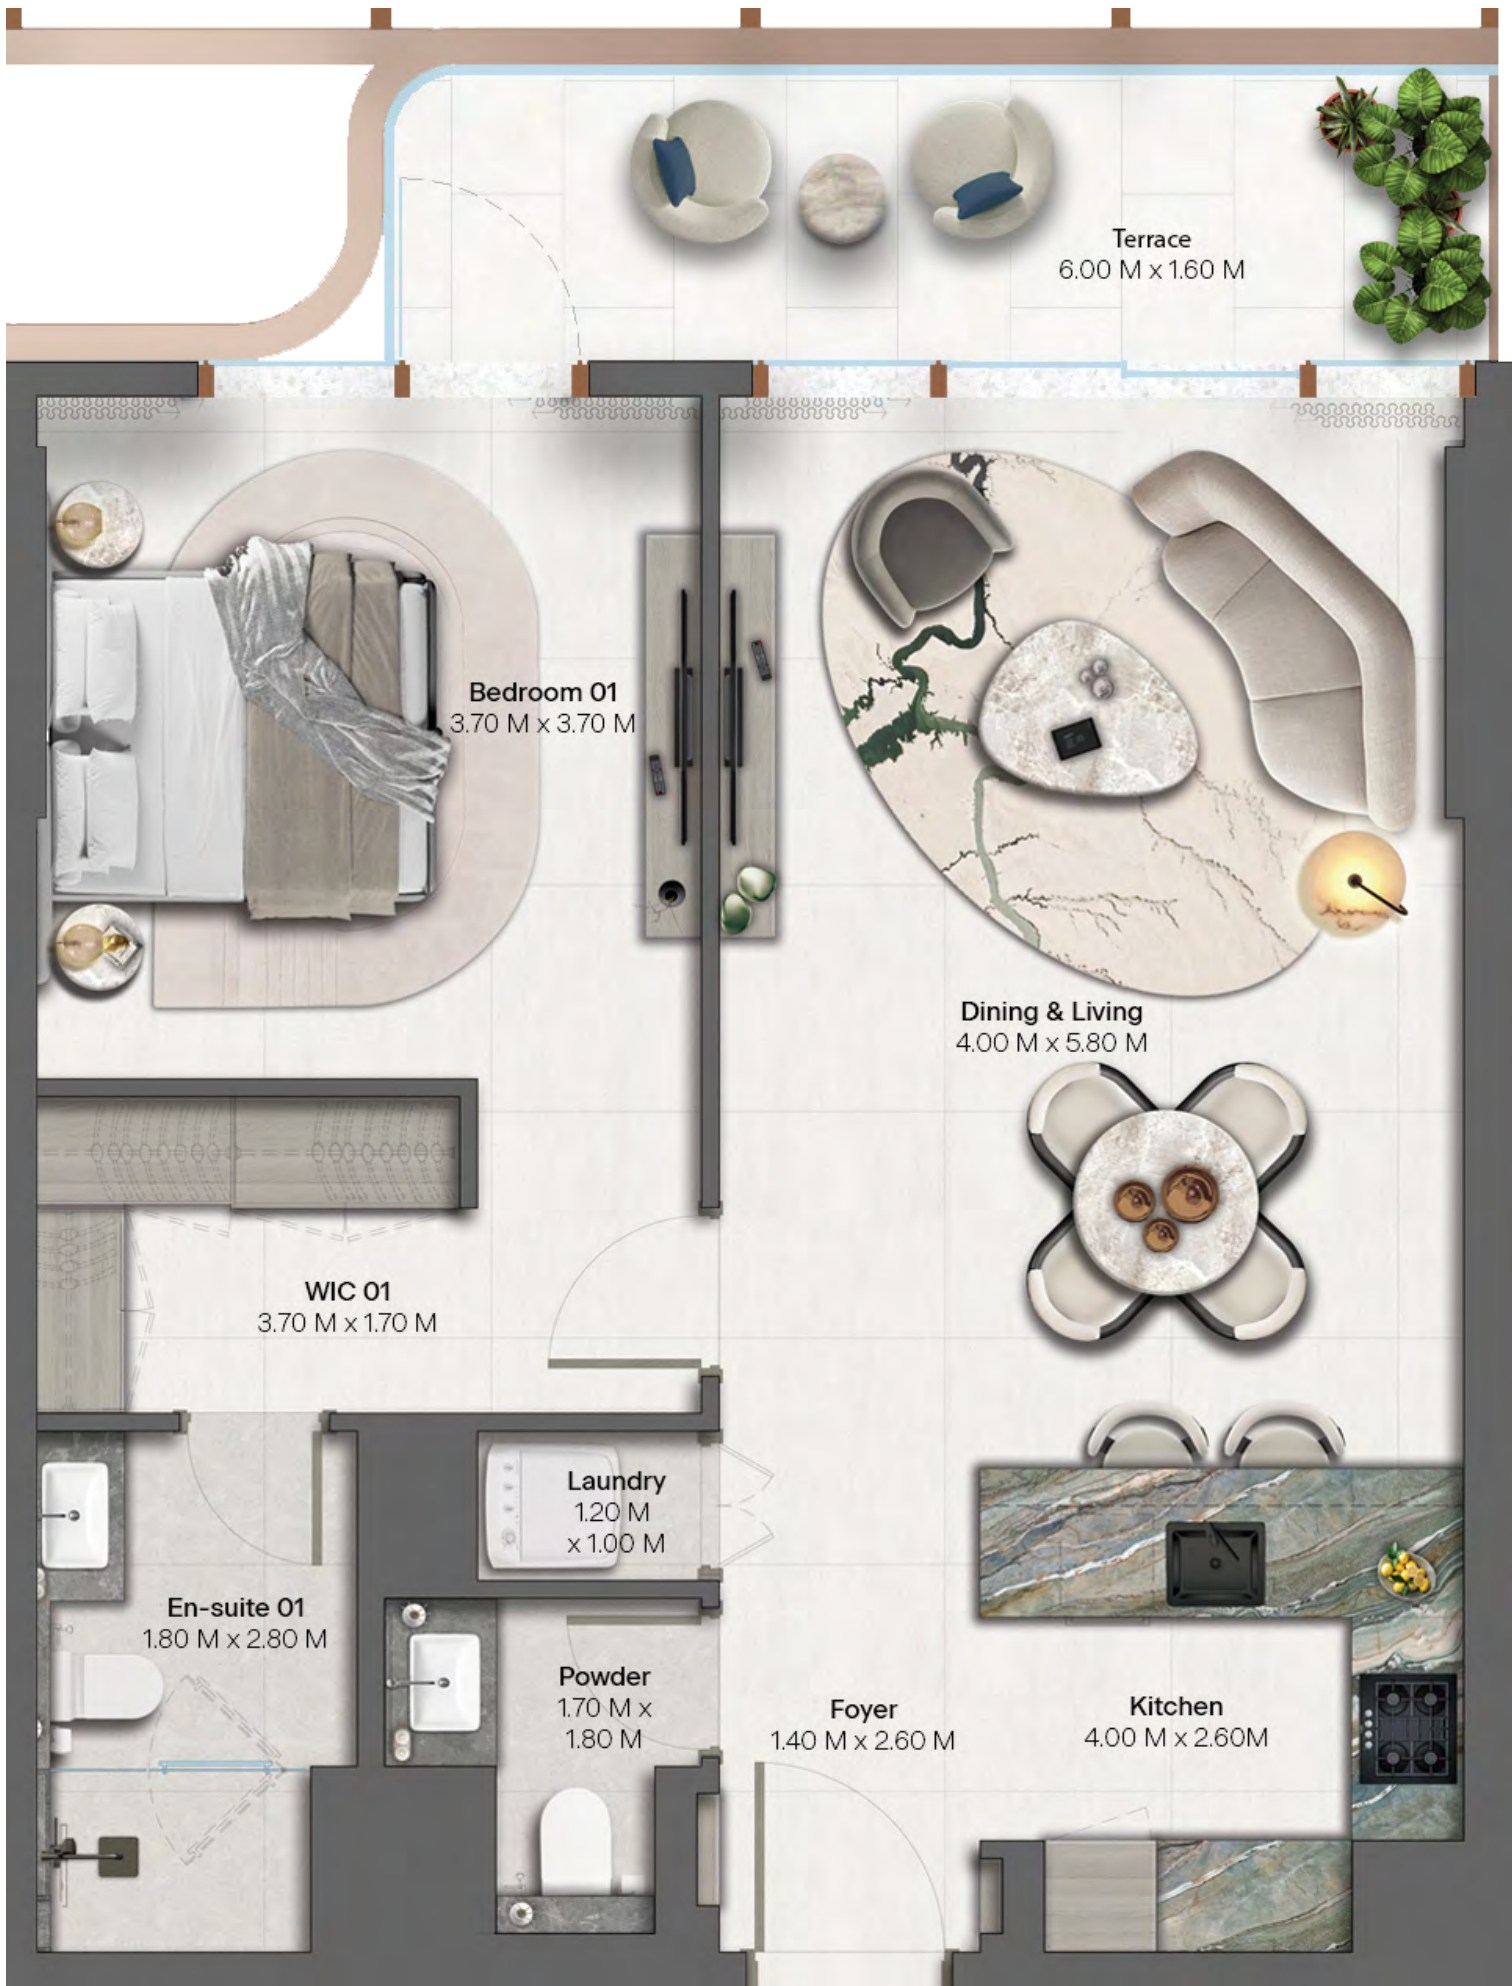 Terrace
6.00 M x 1.60 M
Bedroom 01
3.70 M x 3.70 M
Dining & Living
4.00 M x 5.80 M
WIC 01
3.70 M x 1.70 M
Laundry
1.20 M
x 1.00 M
En-suite 01
1.80 M x 2.80 M
Powder
1.70 M x
1.80 M
Foyer
1.40 M x 2.60 M
Kitchen
4.00 M x 2.60M